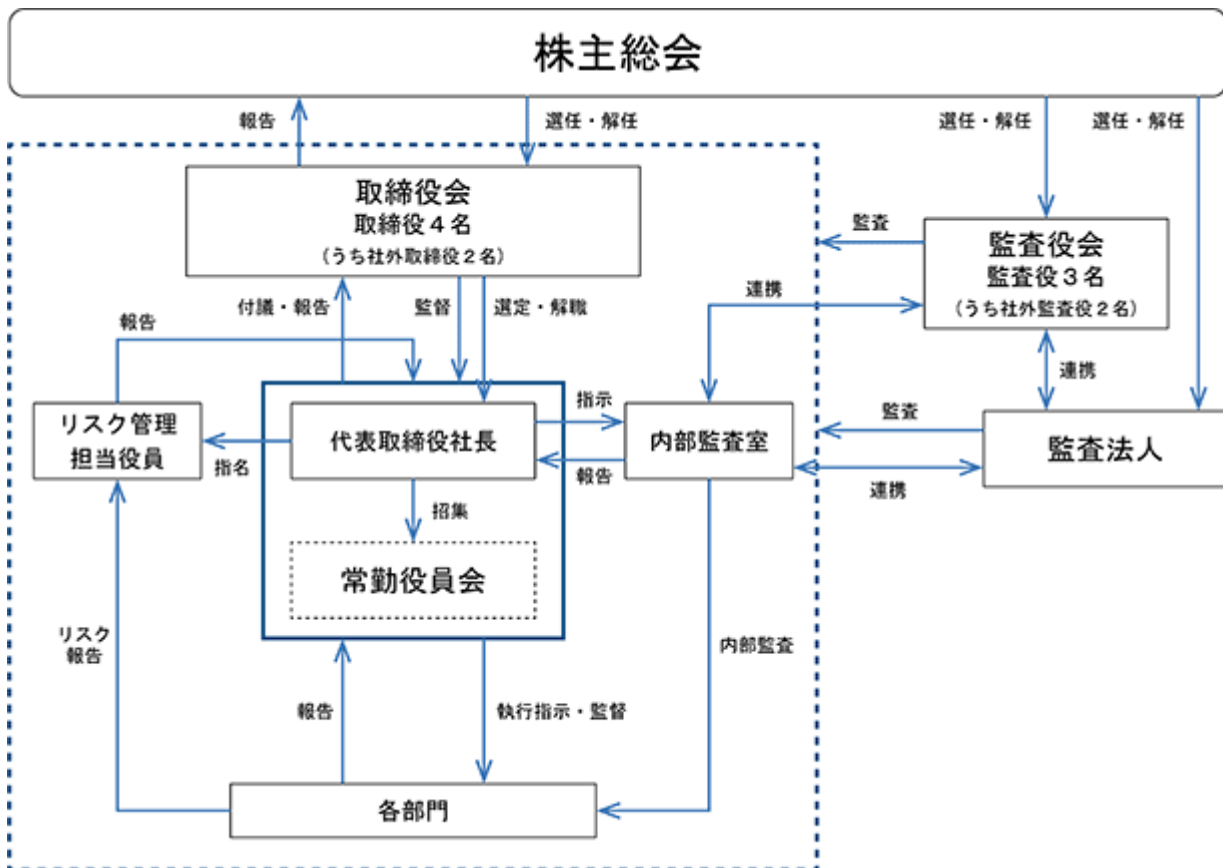 株主総会
報告
選任・解任
選任・解任
選任・解任
取締役会
取締役4名
(うち社外取締役2名)
監査
監査役会
監査役3名
(うち社外監査役2名)
付議・報告
監督
選定・解職
連携
報告
連携
リスク管理
担当役員
指名
代表取締役社長
指示
報告
内部監査室
監査
連携
監査法人
招集
常勤役員会
リスク
報告
内部監査
報告
執行指示・監督
各部門